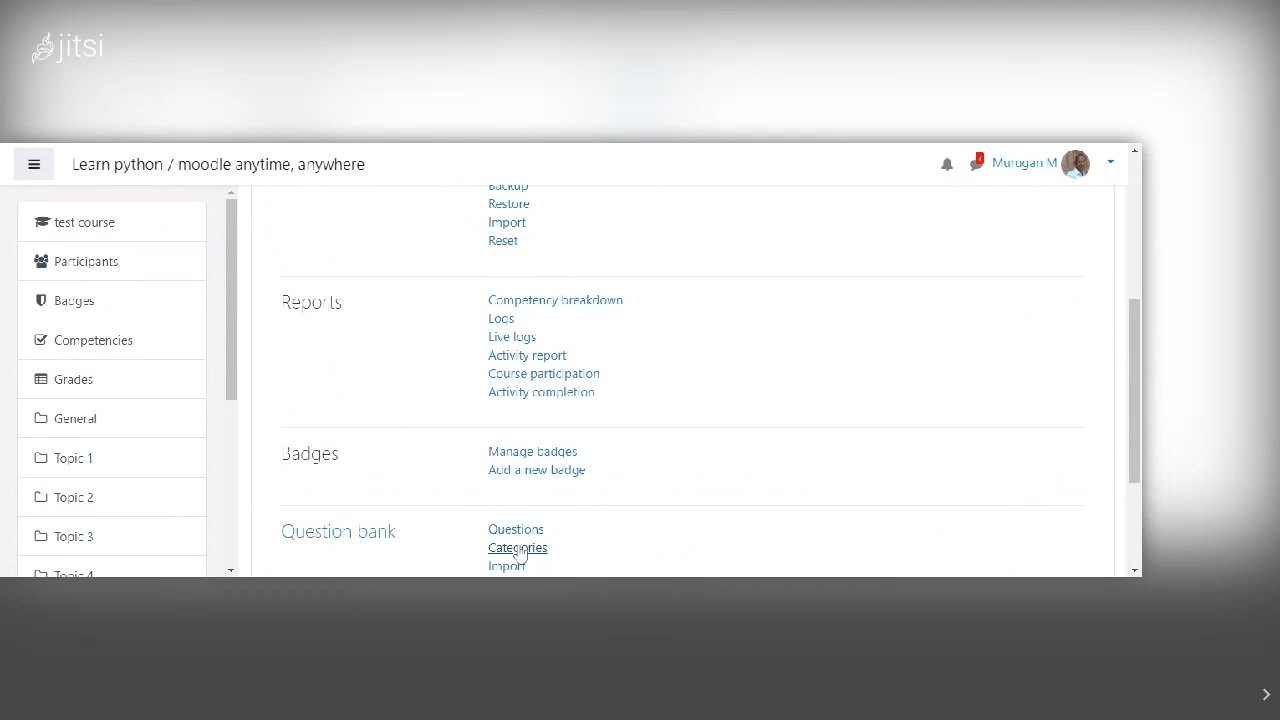 jitsi
Learn python / moodle anytime, anywhere
Murugan M
test course
Participants
Badges
Competencies
Grades
General
Topic 1
Topic 2
Topic 3
Topic 4
Backup
Restore
Import
Reset
Reports
Competency breakdown
Logs
Live logs
Activity report
Course participation
Activity completion
Badges
Manage badges
Add a new badge
Question bank
Questions
Categories
Import